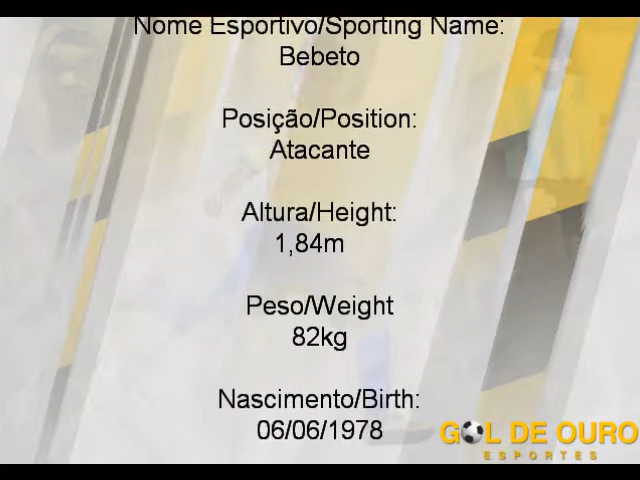 Nome Esportivo/Sporting Name:
Bebeto
Posição/Position:
Atacante
Altura/Height:
1,84m
Peso/Weight
82kg
Nascimento/Birth:
06/06/1978
GOL DE OURO
ESPORTES